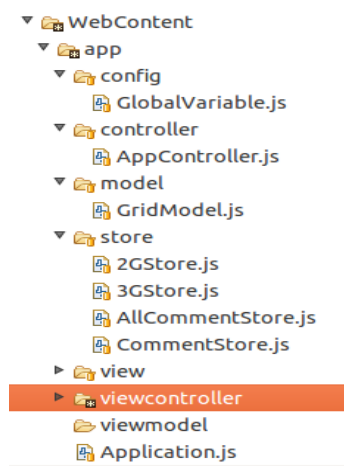 WebContent
app
config
GlobalVariable.js
controller
AppController.js
model
GridModel.js
store
2GStore.js
3GStore.js
AllCommentStore.js
CommentStore.js
view
viewcontroller
viewmodel
Application.js